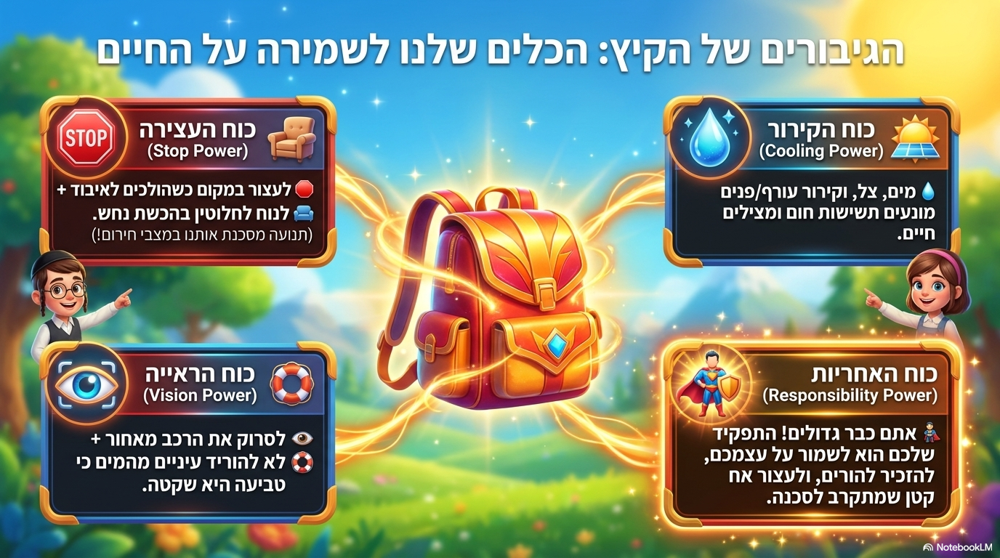 הגיבורים של הקיץ: הכלים שלנו לשמירה על החיים
כוח הקירור
(Cooling Power)
מים, צל, וקירור עורף/פנים
מונעים תשישות חום ומצילים
חיים.
STOP
כוח העצירה
(Stop Power)
לעצור במקום כשהולכים לאיבוד +
לנוח לחלוטין בהכשת נחש.
(תנועה מסכנת אותנו במצבי חירום!)
כוח האחריות
(Responsibility Power)
אתם כבר גדולים! התפקיד
שלכם הוא לשמור על עצמכם,
להזכיר להורים, ולעצור אח
קטן שמתקרב לסכנה.
כוח הראייה
(Vision Power)
לסרוק את הרכב מאחור +
לא להוריד עיניים מהמים כי
טביעה היא שקטה.
NotebookLM